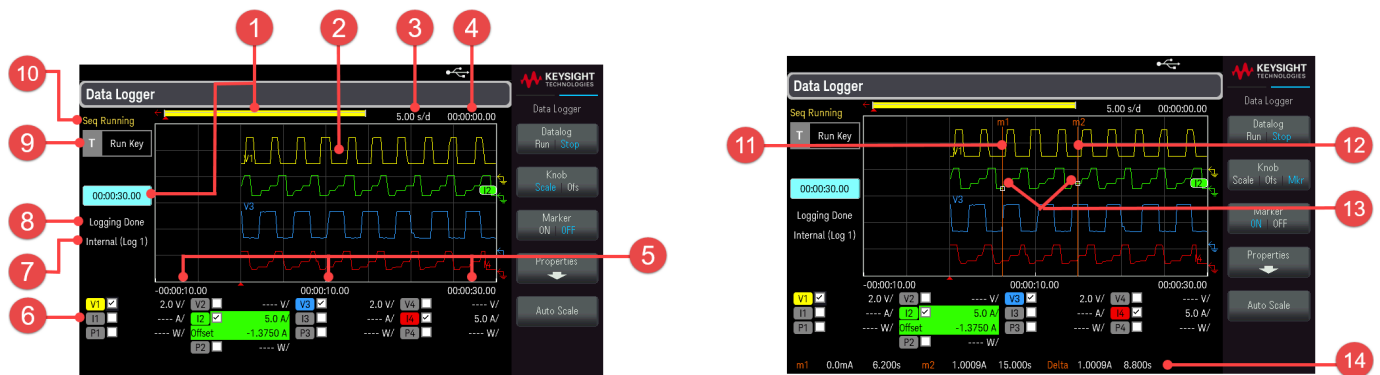 1
2
3
4
10
KEYSIGHT
TECHNOLOGIES
Data Logger
Data Logger
Seq Running
5.00 s/d
00:00:00.00
9
T
Run Key
Datalog
Run | Stop
V1
Knob
Scale | Ofs
I2
00:00:30.00
V3
Marker
ON | OFF
8
Logging Done
7
Internal (Log 1)
I4
5
Properties
-00:00:10.00
00:00:10.00
00:00:30.00
6
V1
2.0 V/
V2
---- V/
V3
2.0 V/
V4
---- V/
I1
---- A/
I2
5.0 A/
I3
---- A/
I4
5.0 A/
P1
---- W/
Offset
-1.3750 A
P3
---- W/
P4
---- W/
P2
---- W/
Auto Scale
KEYSIGHT
TECHNOLOGIES
Data Logger
Data Logger
Seq Running
5.00 s/d
00:00:00.00
T
Run Key
m1
m2
Datalog
Run | Stop
11
12
V1
Knob
Scale | Ofs | Mkr
I2
00:00:30.00
V3
13
Marker
ON | OFF
Logging Done
Internal (Log 1)
I4
Properties
-00:00:10.00
00:00:10.00
00:00:30.00
V1
2.0 V/
V2
---- V/
V3
2.0 V/
V4
---- V/
I1
---- A/
I2
5.0 A/
I3
---- A/
I4
5.0 A/
P1
---- W/
Offset
-1.3750 A
P3
---- W/
P4
---- W/
P2
---- W/
Auto Scale
m1 0.0mA 6.200s m2 1.0009A 15.000s Delta 1.0009A 8.800s
14